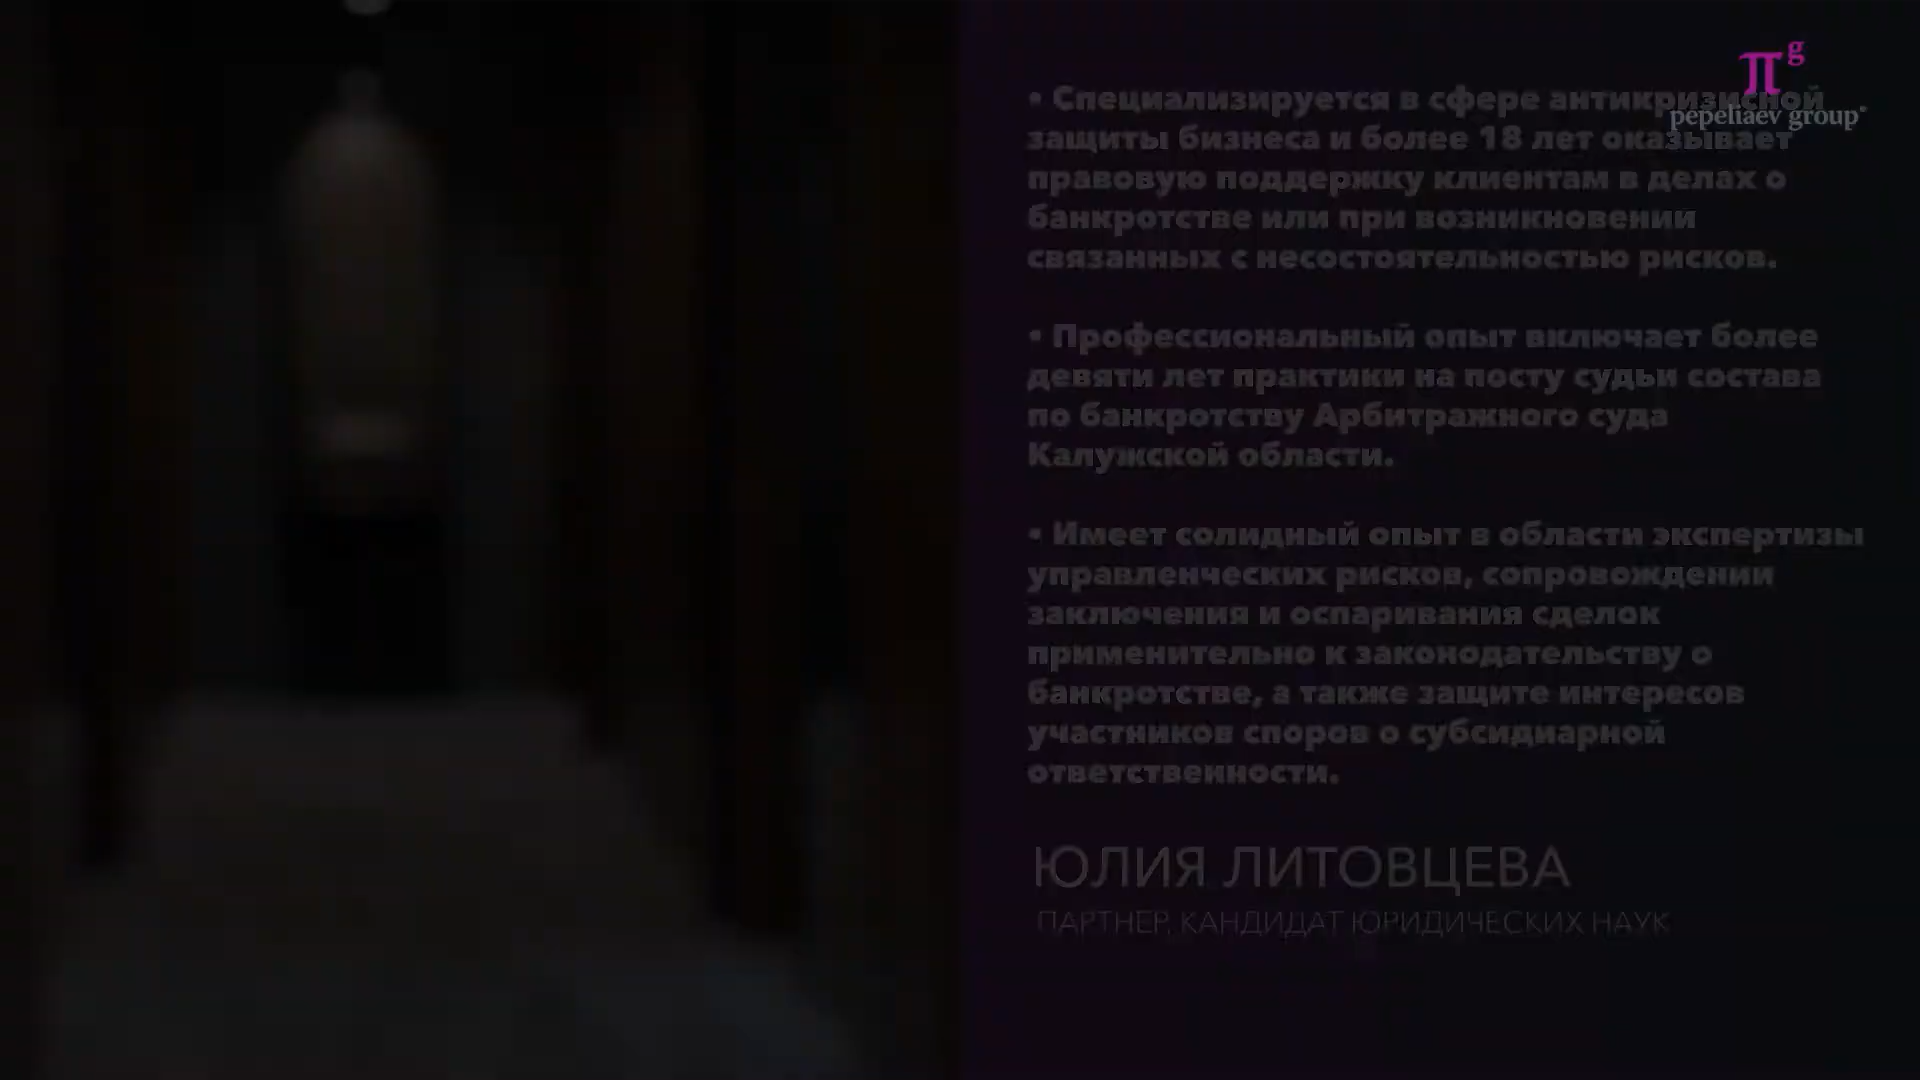 πg
pepeliaev group®
• Специализируется в сфере антикризисной
защиты бизнеса и более 18 лет оказывает
правовую поддержку клиентам в делах о
банкротстве или при возникновении
связанных с несостоятельностью рисков.
• Профессиональный опыт включает более
девяти лет практики на посту судьи состава
по банкротству Арбитражного суда
Калужской области.
• Имеет солидный опыт в области экспертизы
управленческих рисков, сопровождении
заключения и оспаривания сделок
применительно к законодательству о
банкротстве, а также защите интересов
участников споров о субсидиарной
ответственности.
ЮЛИЯ ЛИТОВЦЕВА
ПАРТНЕР, КАНДИДАТ ЮРИДИЧЕСКИХ НАУК